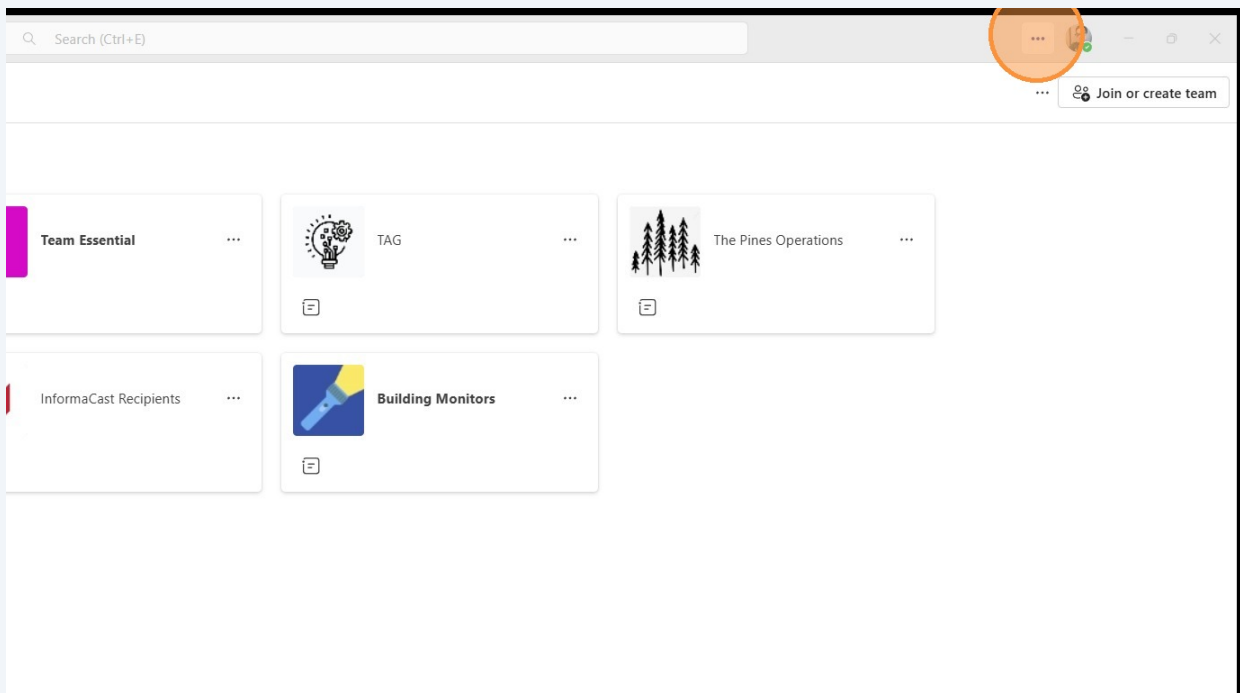 Search (Ctrl+E)
Join or create team
Team Essential
TAG
The Pines Operations
InformaCast Recipients
Building Monitors